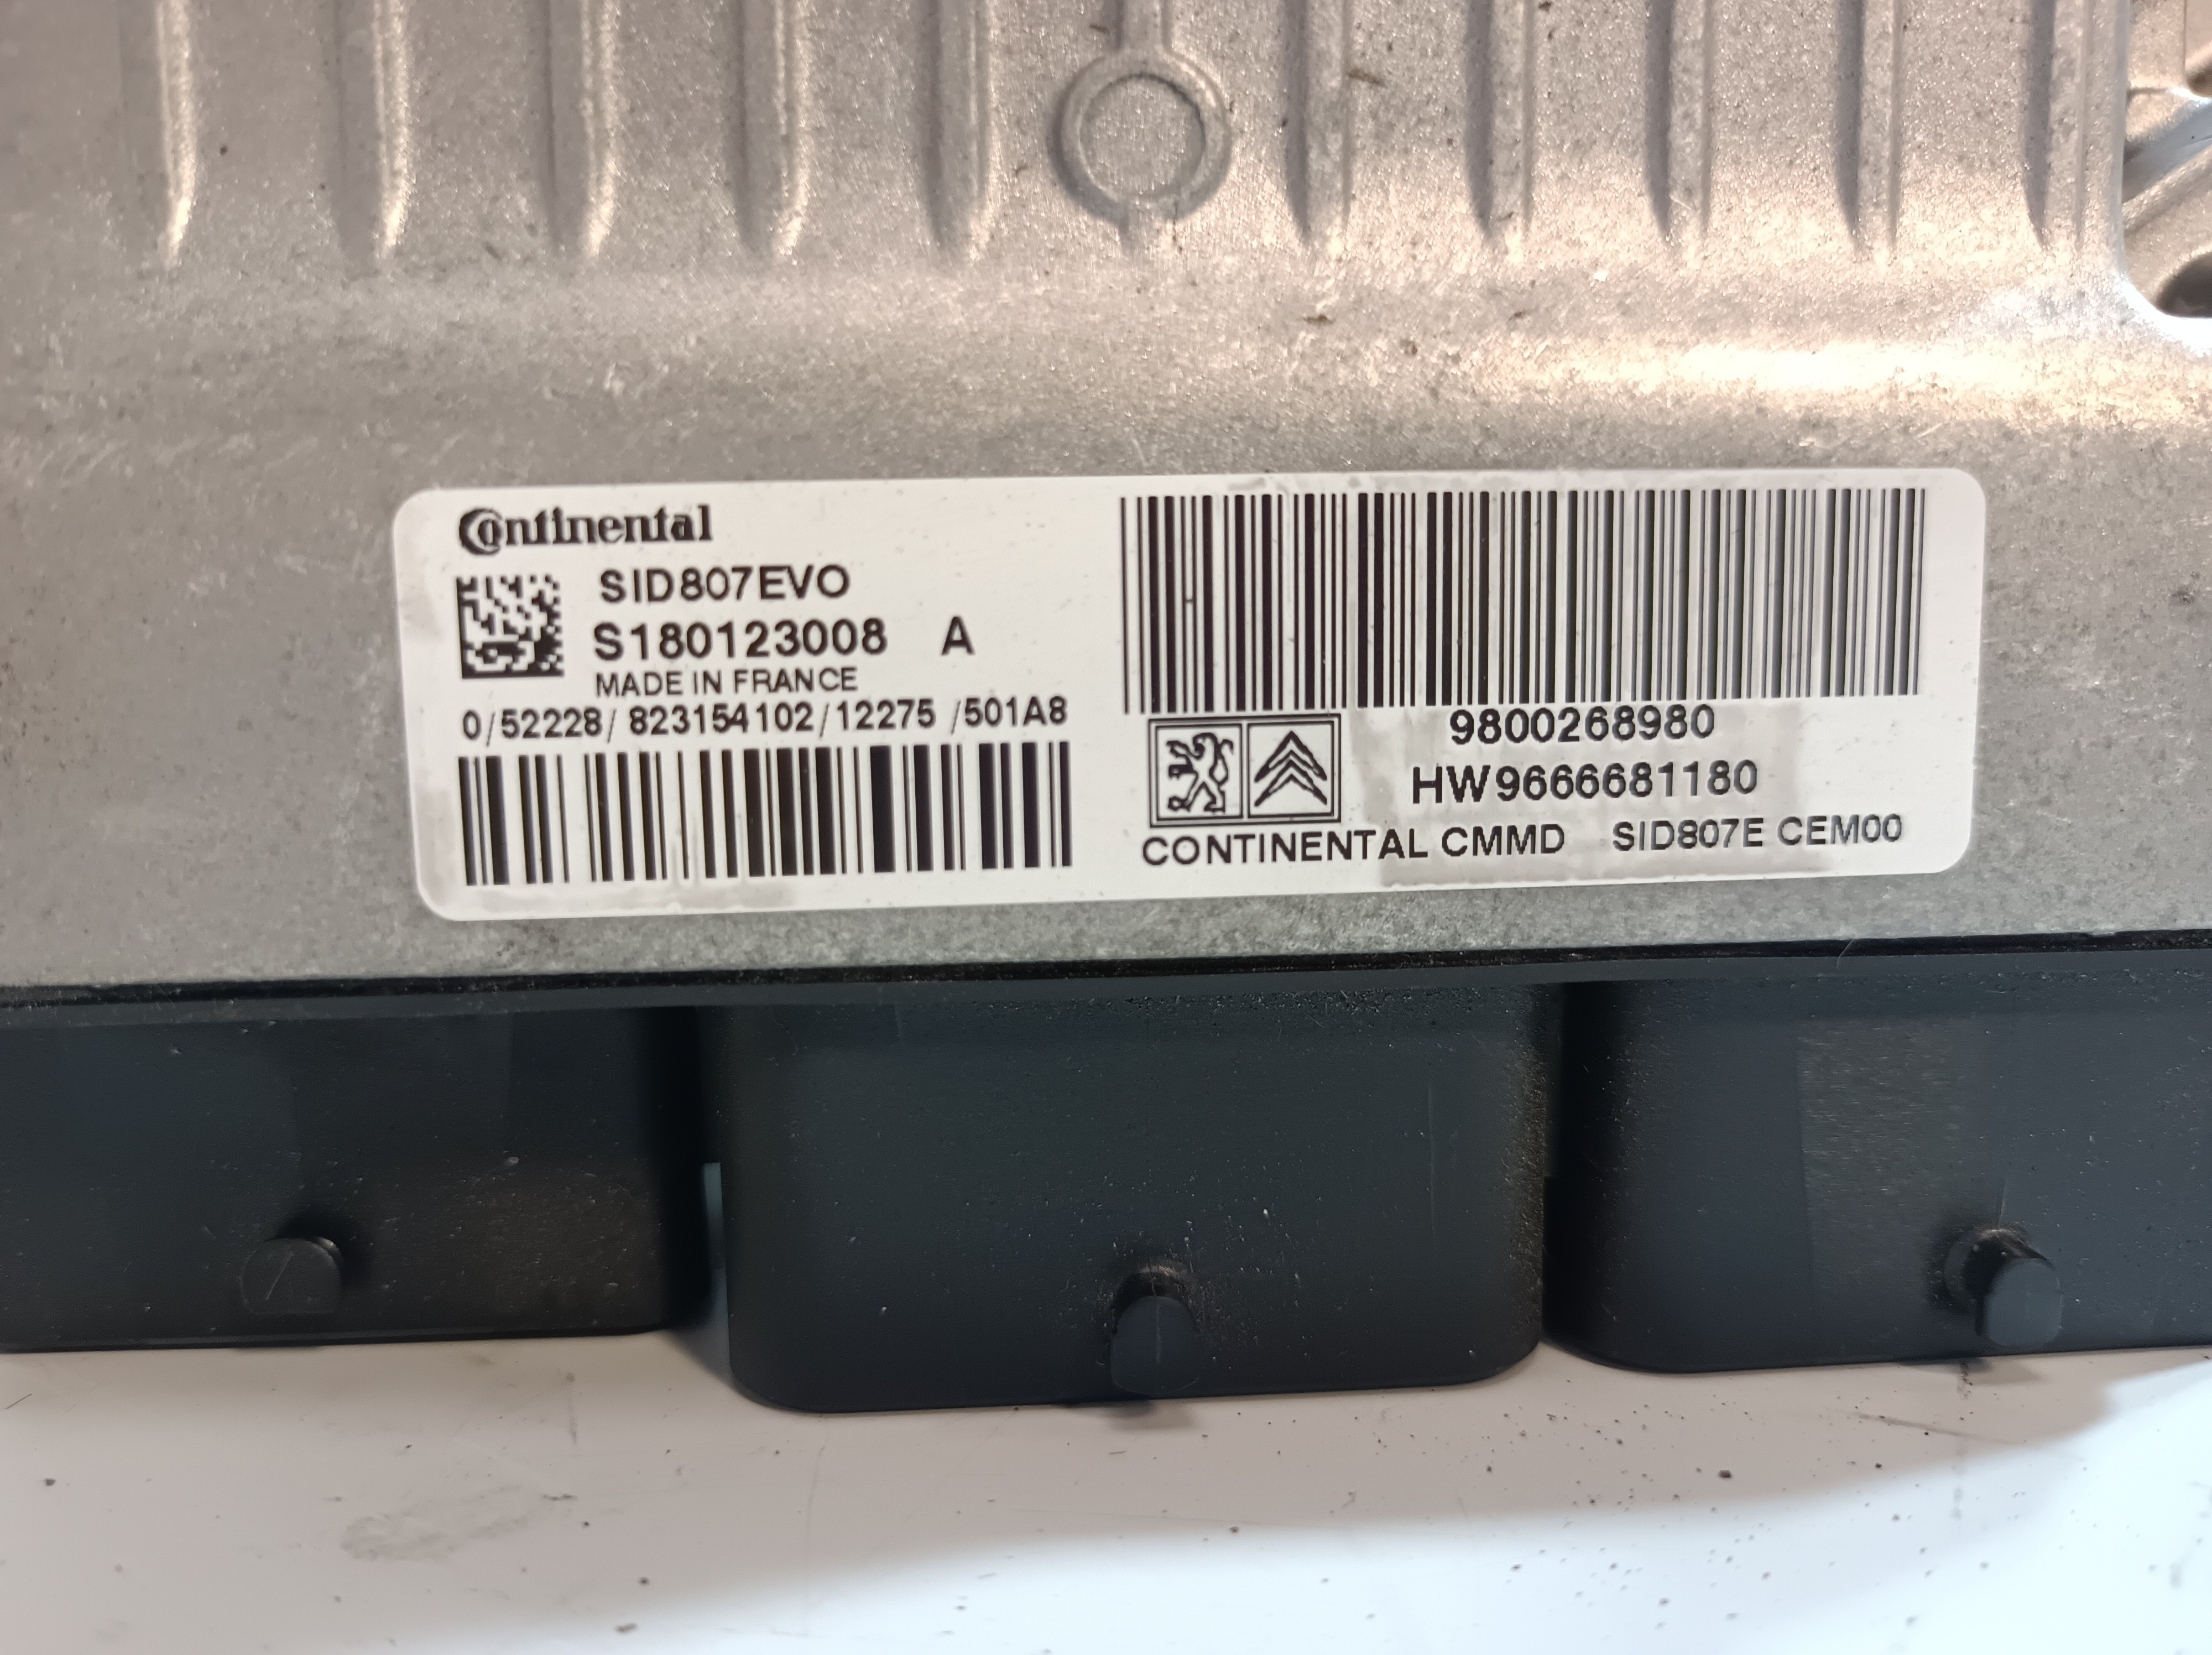 Continental
SID807EVO
S180123008 A
MADE IN FRANCE
0/52228/ 823154102/12275 /501A8
9800268980
HW9666681180
CONTINENTAL CMMD SID807E CEM00